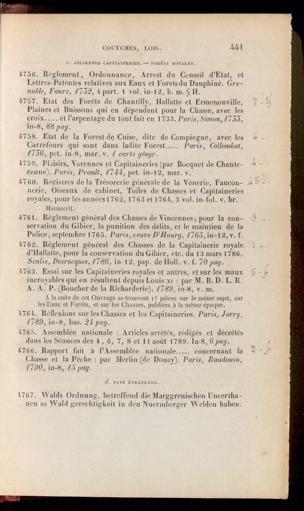 COUTUMES, LOIS. 441
c. ANCIENNES CAPITAINERIES. — FORÊTS ROYALES.
4756. Règlement, Ordonnance, Arrest du Conseil d'Etat, et
Lettres-Patentes relatives aux Eaux et Forets du Dauphiné. Gre-
noble, Faure, 1732, 4 part. 1 vol. in-12, b. m. § H.
4757. Etat des Forêts de Chantilly, Hallatte et Ermenonville,
Plaines et Buissons qui en dépendent pour la Chasse, avec les
croix..... et l'arpentage du tout fait en 1733. Paris, Simon, 1733,
in-8, 88 pag.
4758. Etat de la Forest de Cuise, dite de Compiegne, avec les
Carrefours qui sont dans ladite Forest..... Paris, Collombat,
1736, pet. in-8, mar. v. 1 carte géogr.
4759. Plaisirs, Varennes et Capitaineries (par Bocquet de Chante-
renne). Paris, Prault, 1744, pet. in-12, mar. v.
4760. Registres de la Trésorerie générale de la Vénerie, Faucon-
nerie, Oiseaux de cabinet, Toiles de Chasses et Capitaineries
royales, pour les années 1762, 1763 et 1764, 3 vol. in-fol. v. br.
Manuscrit.
4761. Réglement général des Chasses de Vincennes; pour la con-
servation du Gibier, la punition des délits, et le maintien de la
Police; septembre 1765. Paris, veuve D'Houry, 1765, in-12, v. f.
4762. Réglement général des Chasses de la Capitainerie royale
d'Hallatte, pour la conservation du Gibier, etc. du 13 mars 1786.
Senlis, Desrocques, 1786, in-12, pap. de Holl. v. f. 70 pag.
4763. Essai sur les Capitaineries royales et autres, et sur les maux
incroyables qui en résultent depuis Louis XI : par M. B. D. L. R.
A. A. P. (Boucher de la Richarderie), 1789, in-8, v. m.
A la suite de cet Ouvrage se trouvent 17 pièces sur le même sujet, sur
les Eaux et Forêts, et sur les Chasses, publiées à la même époque.
4764. Réflexions sur les Chasses et les Capitaineries. Paris, Jarry,
1789, in-8, bas. 24 pag.
4765. Assemblée nationale : Articles arrêtés, rédigés et décrétés
dans les Séances des 4, 6, 7, 8 et 11 août 1789. In-8, 6 pag.
4766. Rapport fait à l'Assemblée nationale..... concernant la
Chasse et la Pêche : par Merlin (de Douay). Paris, Baudouin,
1790, in-8, 15 pag.
d. PAYS ÉTRANGERS.
4767. Walds Ordnung, betreffend die Marggreuischen Uncertha-
nen so Wald gerechtigkeit in den Nuermberger Welden haben.